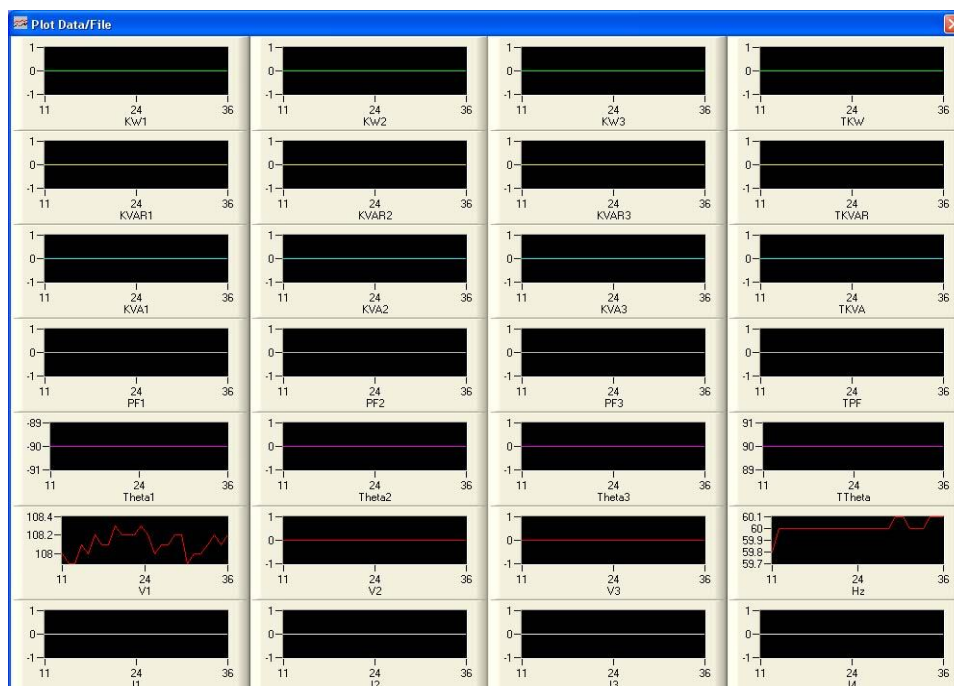 Plot Data/File
1 1 1 1
0 0 0 0
-1 -1 -1 -1
11 24 36 11 24 36 11 24 36 11 24 36
KW1 KW2 KW3 TKW
1 1 1 1
0 0 0 0
-1 -1 -1 -1
11 24 36 11 24 36 11 24 36 11 24 36
KVAR1 KVAR2 KVAR3 TKVAR
1 1 1 1
0 0 0 0
-1 -1 -1 -1
11 24 36 11 24 36 11 24 36 11 24 36
KVA1 KVA2 KVA3 TKVA
1 1 1 1
0 0 0 0
-1 -1 -1 -1
11 24 36 11 24 36 11 24 36 11 24 36
PF1 PF2 PF3 TPF
-89 1 1 91
-90 0 0 90
-91 -1 -1 89
11 24 36 11 24 36 11 24 36 11 24 36
Theta1 Theta2 Theta3 TTheta
108.4 1 1 60.1
108.2 0 0 60
108 -1 -1 59.9
59.8
59.7
11 24 36 11 24 36 11 24 36 11 24 36
V1 V2 V3 Hz
1 1 1 1
0 0 0 0
-1 -1 -1 -1
11 24 36 11 24 36 11 24 36 11 24 36
I1 I2 I3 I4